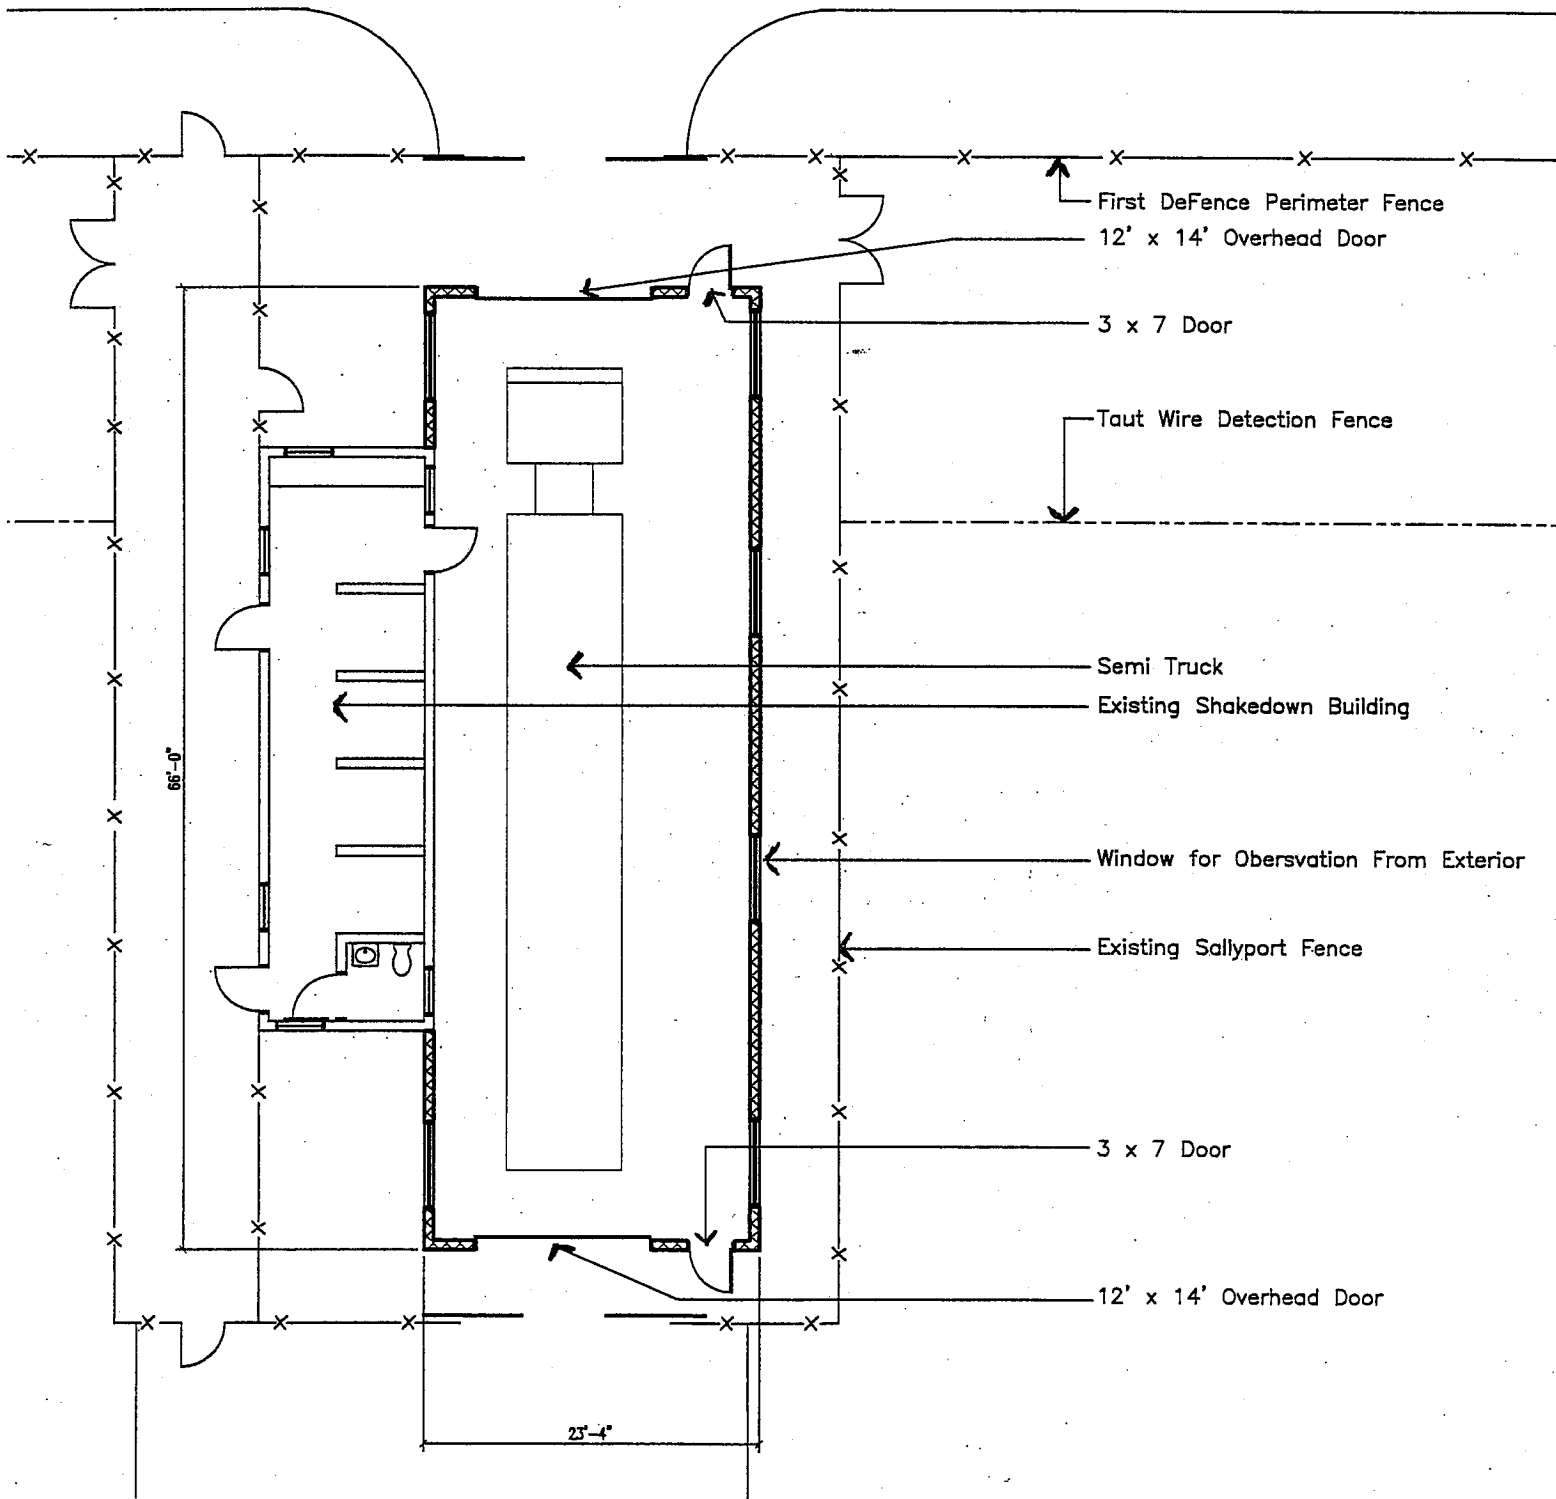 First DeFence Perimeter Fence
12' x 14' Overhead Door
3 x 7 Door
Taut Wire Detection Fence
Semi Truck
Existing Shakedown Building
66'-0"
Window for Obersvation From Exterior
Existing Sallyport Fence
3 x 7 Door
12' x 14' Overhead Door
23'-4"